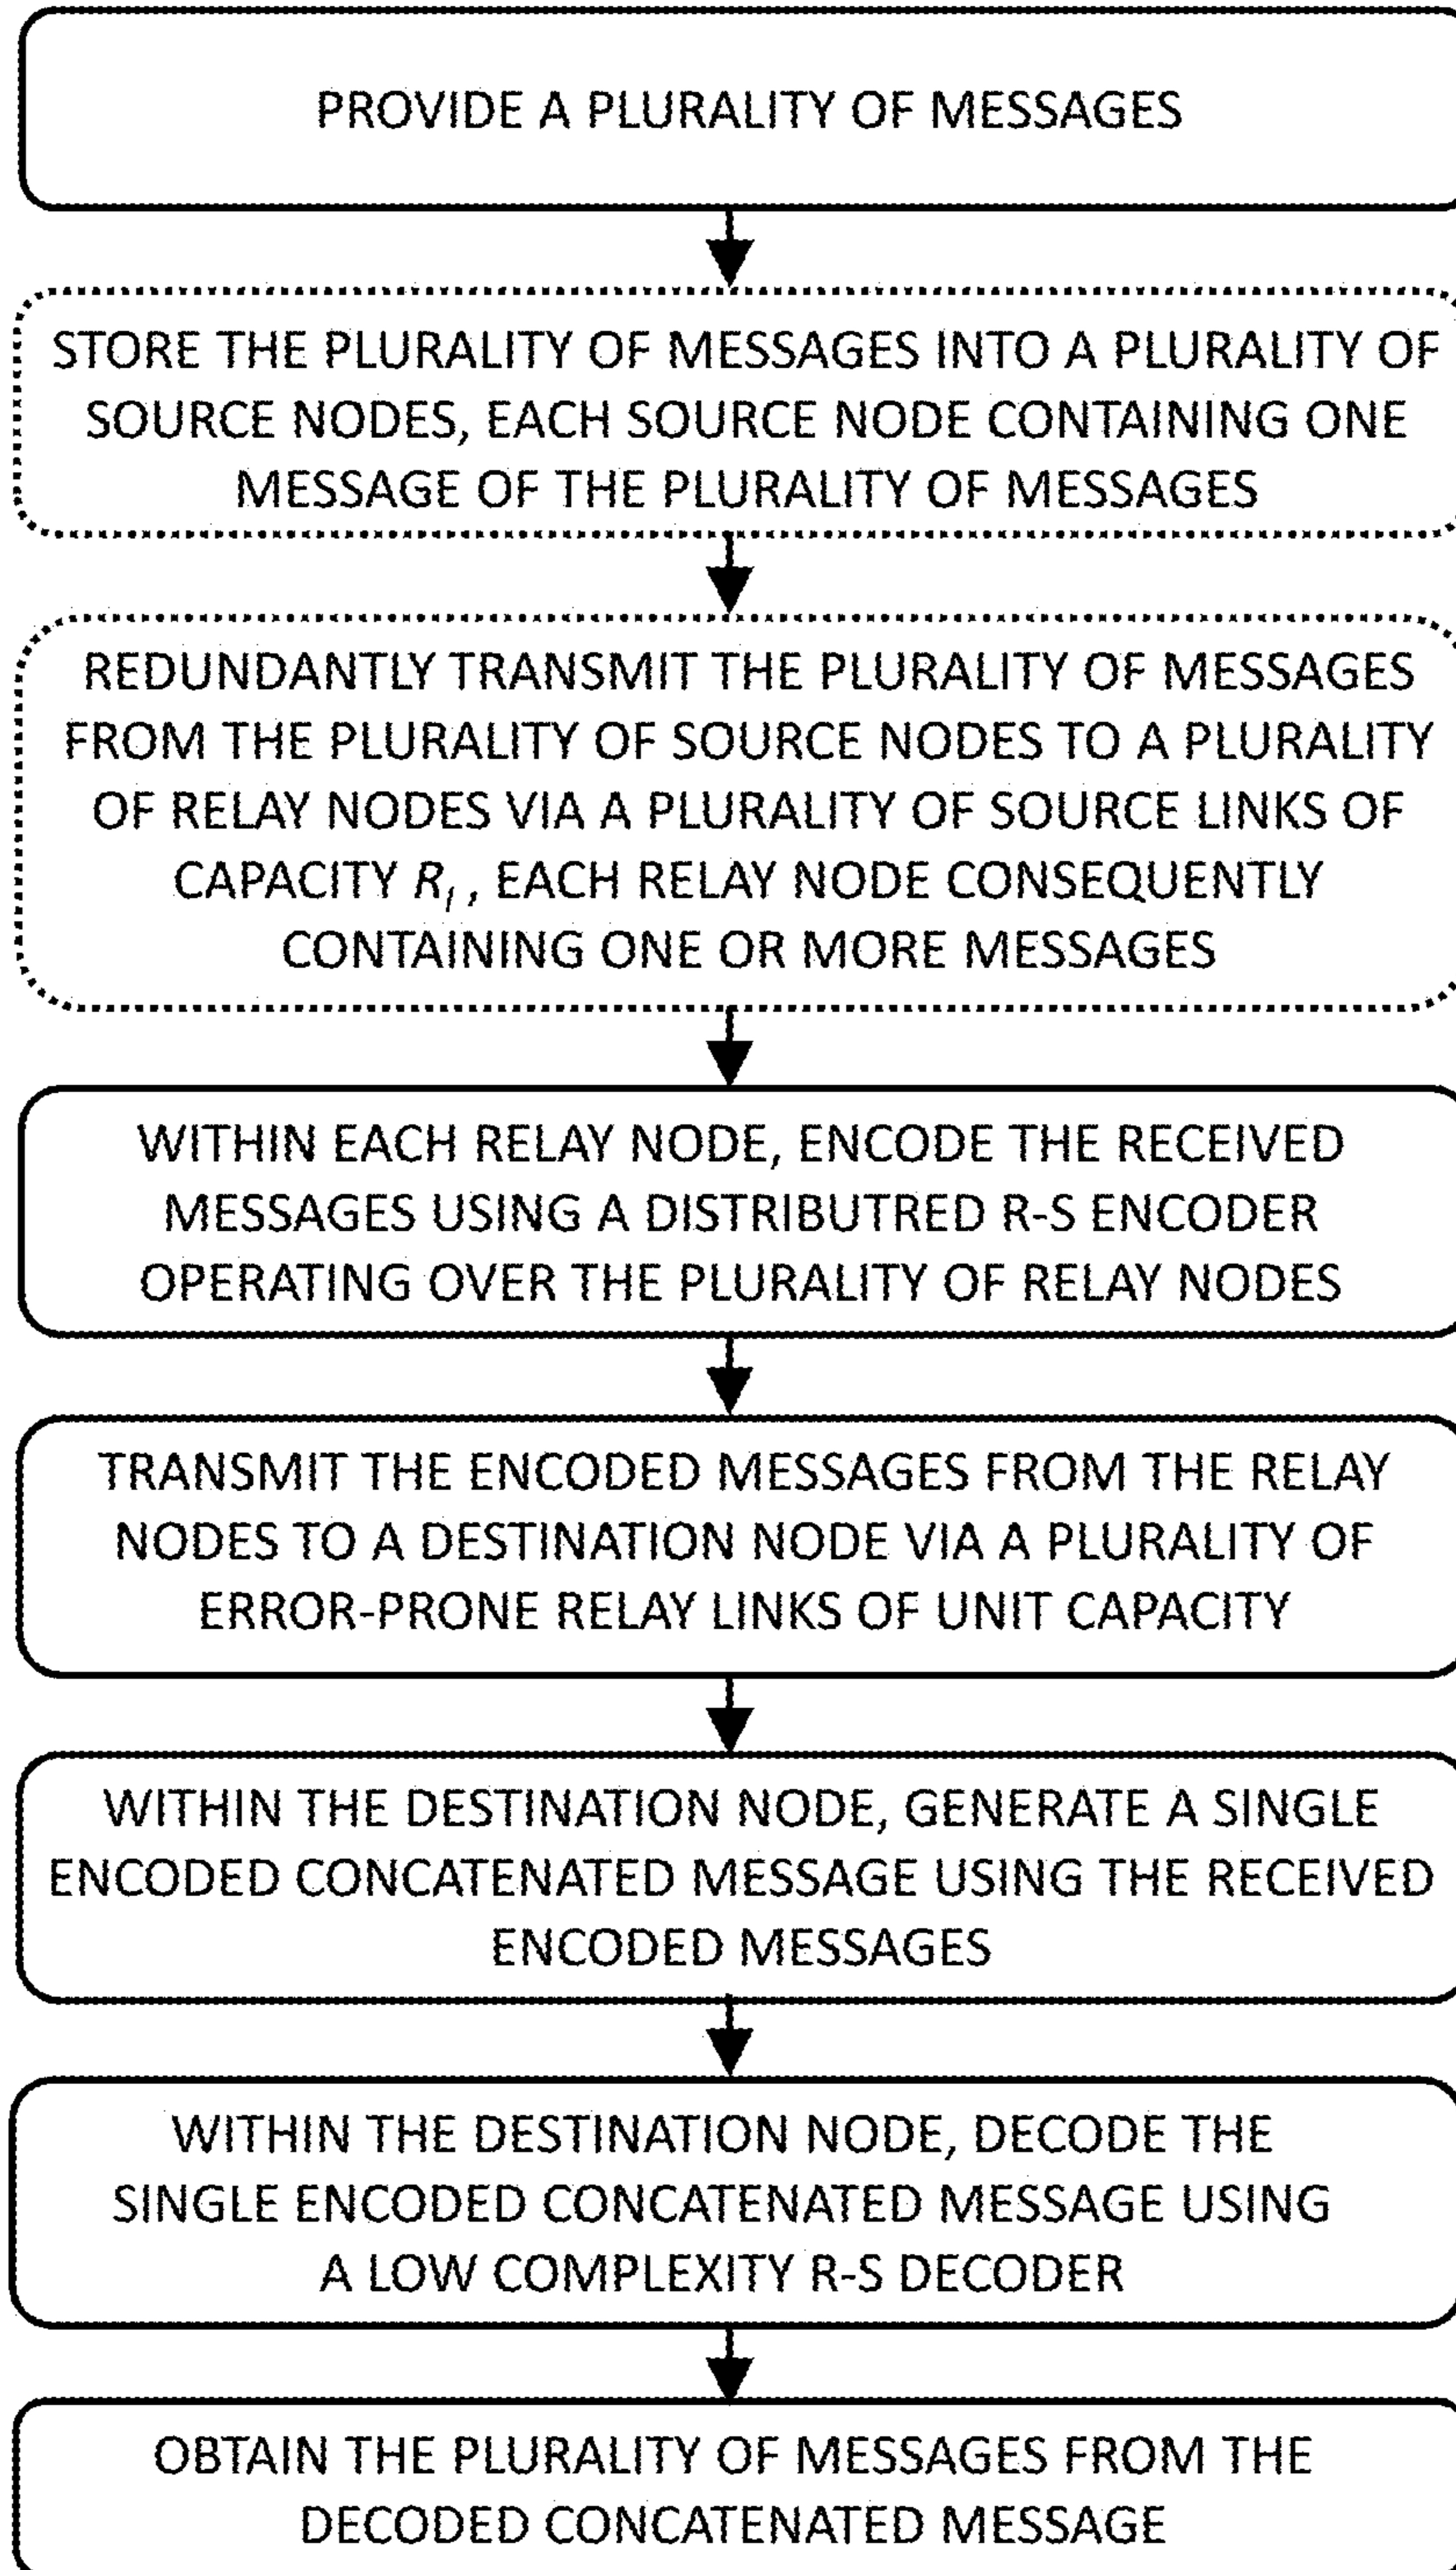 PROVIDE A PLURALITY OF MESSAGES
STORE THE PLURALITY OF MESSAGES INTO A PLURALITY OF
SOURCE NODES, EACH SOURCE NODE CONTAINING ONE
MESSAGE OF THE PLURALITY OF MESSAGES
REDUNDANTLY TRANSMIT THE PLURALITY OF MESSAGES
FROM THE PLURALITY OF SOURCE NODES TO A PLURALITY
OF RELAY NODES VIA A PLURALITY OF SOURCE LINKS OF
CAPACITY R_I, EACH RELAY NODE CONSEQUENTLY
CONTAINING ONE OR MORE MESSAGES
WITHIN EACH RELAY NODE, ENCODE THE RECEIVED
MESSAGES USING A DISTRIBUTRED R-S ENCODER
OPERATING OVER THE PLURALITY OF RELAY NODES
TRANSMIT THE ENCODED MESSAGES FROM THE RELAY
NODES TO A DESTINATION NODE VIA A PLURALITY OF
ERROR-PRONE RELAY LINKS OF UNIT CAPACITY
WITHIN THE DESTINATION NODE, GENERATE A SINGLE
ENCODED CONCATENATED MESSAGE USING THE RECEIVED
ENCODED MESSAGES
WITHIN THE DESTINATION NODE, DECODE THE
SINGLE ENCODED CONCATENATED MESSAGE USING
A LOW COMPLEXITY R-S DECODER
OBTAIN THE PLURALITY OF MESSAGES FROM THE
DECODED CONCATENATED MESSAGE